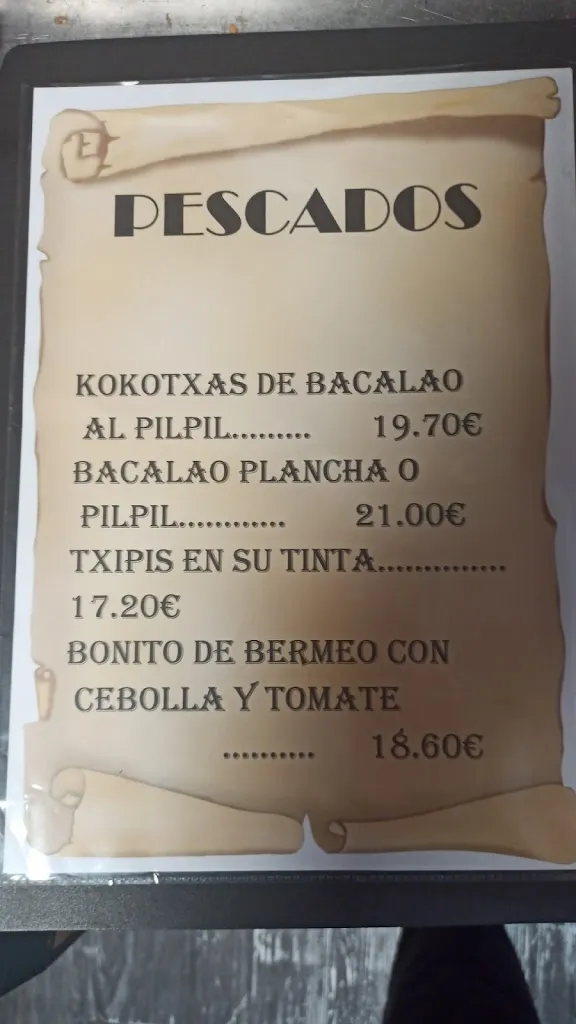 PESCADOS
KOKOTXAS DE BACALAO
AL PILPIL......... 19.70€
BACALAO PLANCHA O
PILPIL............ 21.00€
TXIPIS EN SU TINTA..............
17.20€
BONITO DE BERMEO CON
CEBOLLA Y TOMATE
.......... 18.60€